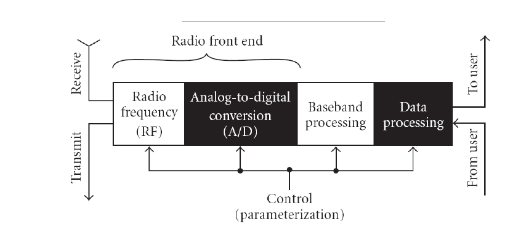 Radio front end
Receive
Transmit
Radio
frequency
(RF)
Analog-to-digital
conversion
(A/D)
Baseband
processing
Data
processing
To user
From user
Control
(parameterization)